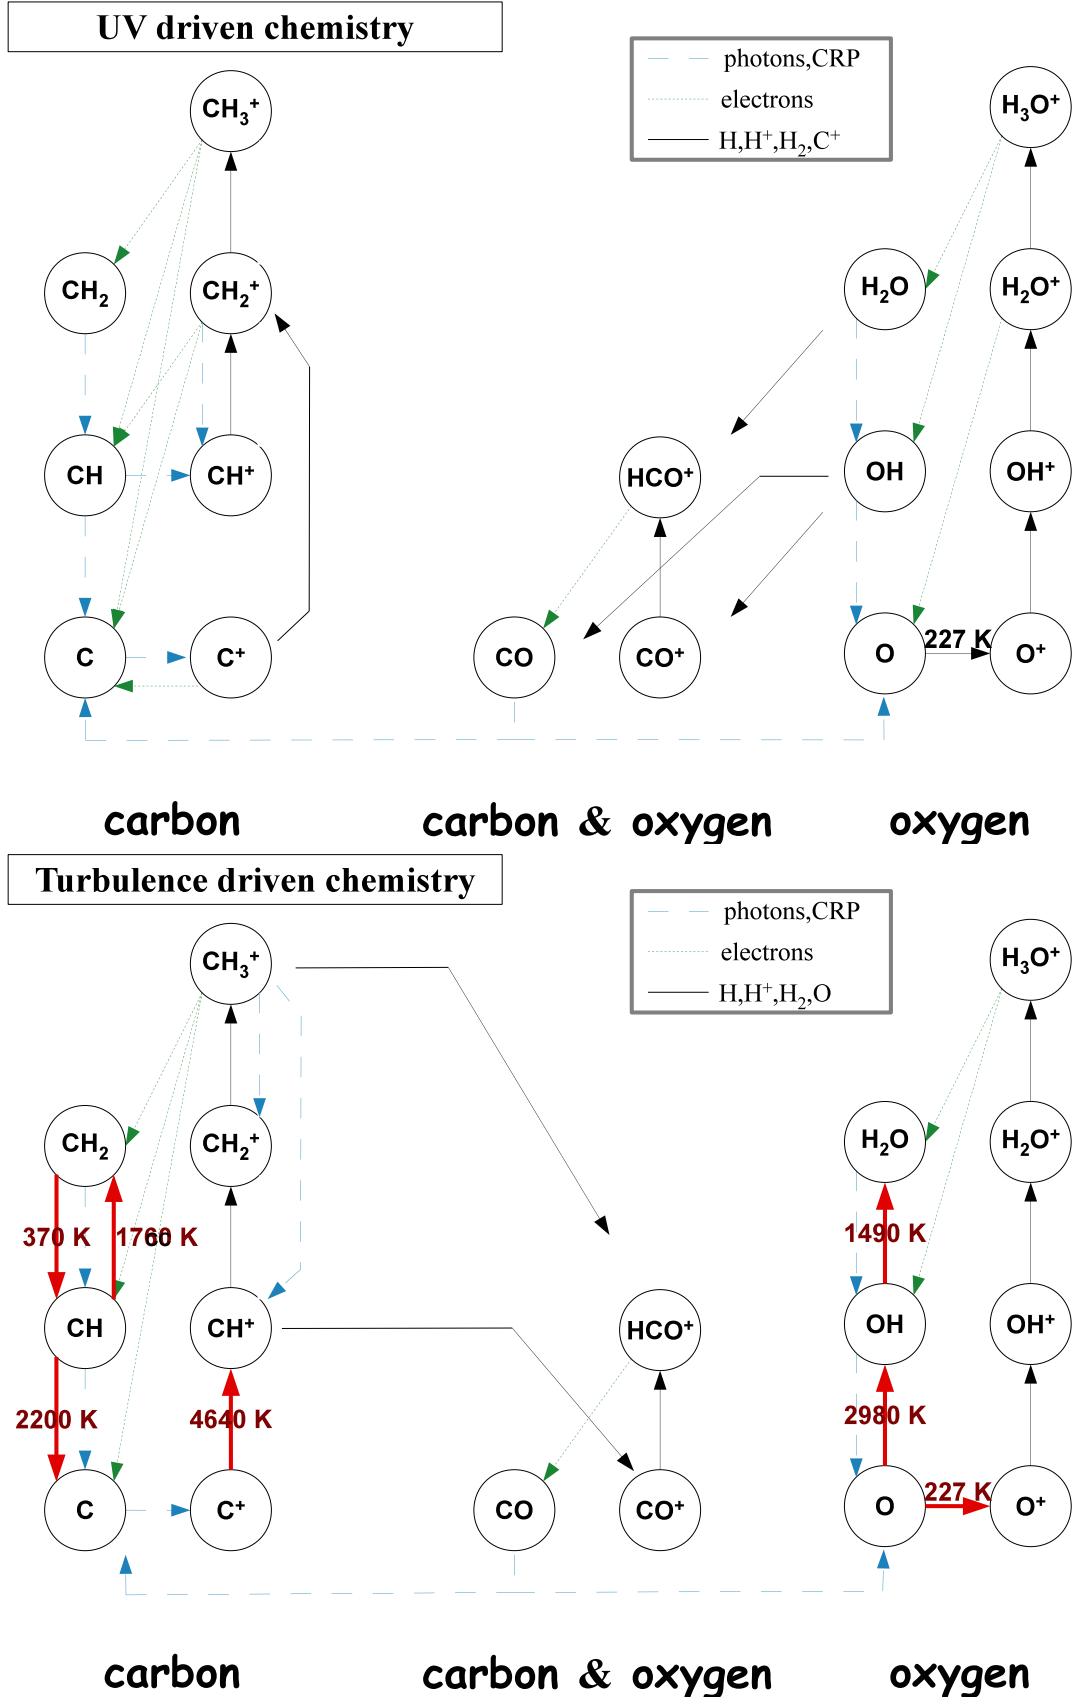 UV driven chemistry
photons,CRP
electrons
H,H⁺,H₂,C⁺
CH₃⁺
H₃O⁺
CH₂
CH₂⁺
H₂O
H₂O⁺
CH
CH⁺
HCO⁺
OH
OH⁺
C
C⁺
CO
CO⁺
O
227 K
O⁺
carbon
carbon & oxygen
oxygen
Turbulence driven chemistry
photons,CRP
electrons
H,H⁺,H₂,O
CH₃⁺
H₃O⁺
CH₂
CH₂⁺
H₂O
H₂O⁺
370 K
1760 K
1490 K
CH
CH⁺
HCO⁺
OH
OH⁺
2200 K
4640 K
2980 K
C
C⁺
CO
CO⁺
O
227 K
O⁺
carbon
carbon & oxygen
oxygen